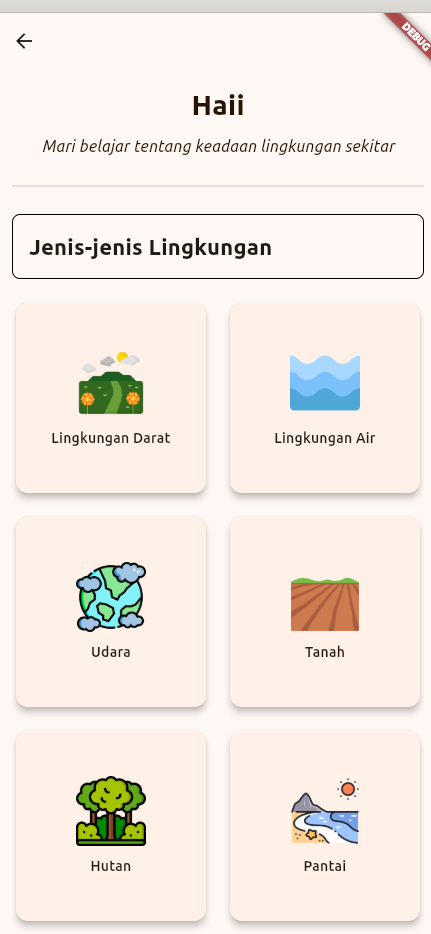 DEBUG
Haii
Mari belajar tentang keadaan lingkungan sekitar
Jenis-jenis Lingkungan
Lingkungan Darat
Lingkungan Air
Udara
Tanah
Hutan
Pantai